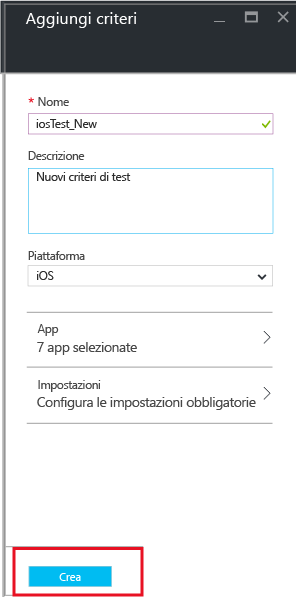 Aggiungi criteri
* Nome
iosTest_New
Descrizione
Nuovi criteri di test
Piattaforma
iOS
App
7 app selezionate
Impostazioni
Configura le impostazioni obbligatorie
Crea